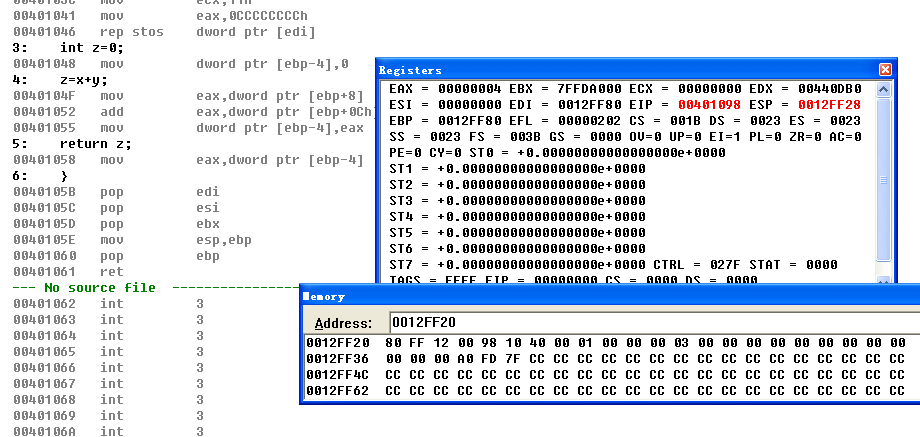 00401041 mov eax,0CCCCCCCCh
00401046 rep stos dword ptr [edi]
3: int z=0;
00401048 mov dword ptr [ebp-4],0
4: z=x+y;
0040104F mov eax,dword ptr [ebp+8]
00401052 add eax,dword ptr [ebp+0Ch]
00401055 mov dword ptr [ebp-4],eax
5: return z;
00401058 mov eax,dword ptr [ebp-4]
6: }
0040105B pop edi
0040105C pop esi
0040105D pop ebx
0040105E mov esp,ebp
00401060 pop ebp
00401061 ret
--- No source file
00401062 int 3
00401063 int 3
00401064 int 3
00401065 int 3
00401066 int 3
00401067 int 3
00401068 int 3
00401069 int 3
0040106A int 3
Registers
EAX = 00000004 EBX = 7FFDA000 ECX = 00000000 EDX = 00440DB0
ESI = 00000000 EDI = 0012FF80 EIP = 00401098 ESP = 0012FF28
EBP = 0012FF80 EFL = 00000202 CS = 001B DS = 0023 ES = 0023
SS = 0023 FS = 003B GS = 0000 OV=0 UP=0 EI=1 PL=0 ZR=0 AC=0
PE=0 CY=0 ST0 = +0.00000000000000000e+0000
ST1 = +0.00000000000000000e+0000
ST2 = +0.00000000000000000e+0000
ST3 = +0.00000000000000000e+0000
ST4 = +0.00000000000000000e+0000
ST5 = +0.00000000000000000e+0000
ST6 = +0.00000000000000000e+0000
ST7 = +0.00000000000000000e+0000 CTRL = 027F STAT = 0000
TAGS = FFFF EIP = 00000000 CS = 0000 DS = 0000
Memory
Address: 0012FF20
0012FF20 80 FF 12 00 98 10 40 00 01 00 00 00 03 00 00 00 00 00 00 00 00 00
0012FF36 00 00 00 A0 FD 7F CC CC CC CC CC CC CC CC CC CC CC CC CC CC CC CC
0012FF4C CC CC CC CC CC CC CC CC CC CC CC CC CC CC CC CC CC CC CC CC CC CC
0012FF62 CC CC CC CC CC CC CC CC CC CC CC CC CC CC CC CC CC CC CC CC CC CC